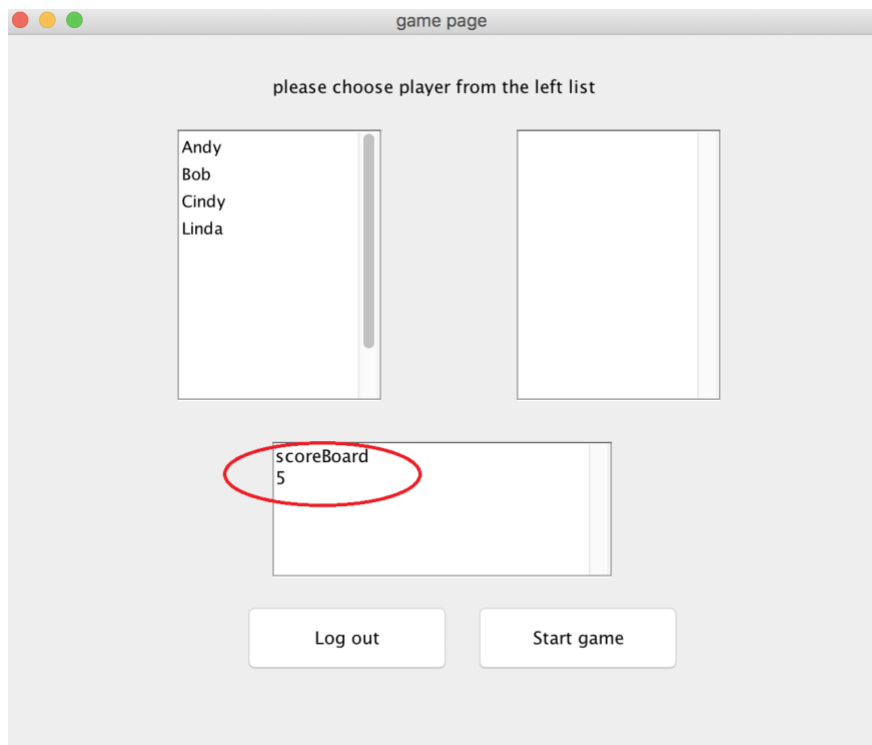 game page
please choose player from the left list
Andy
Bob
Cindy
Linda
scoreBoard
5
Log out
Start game